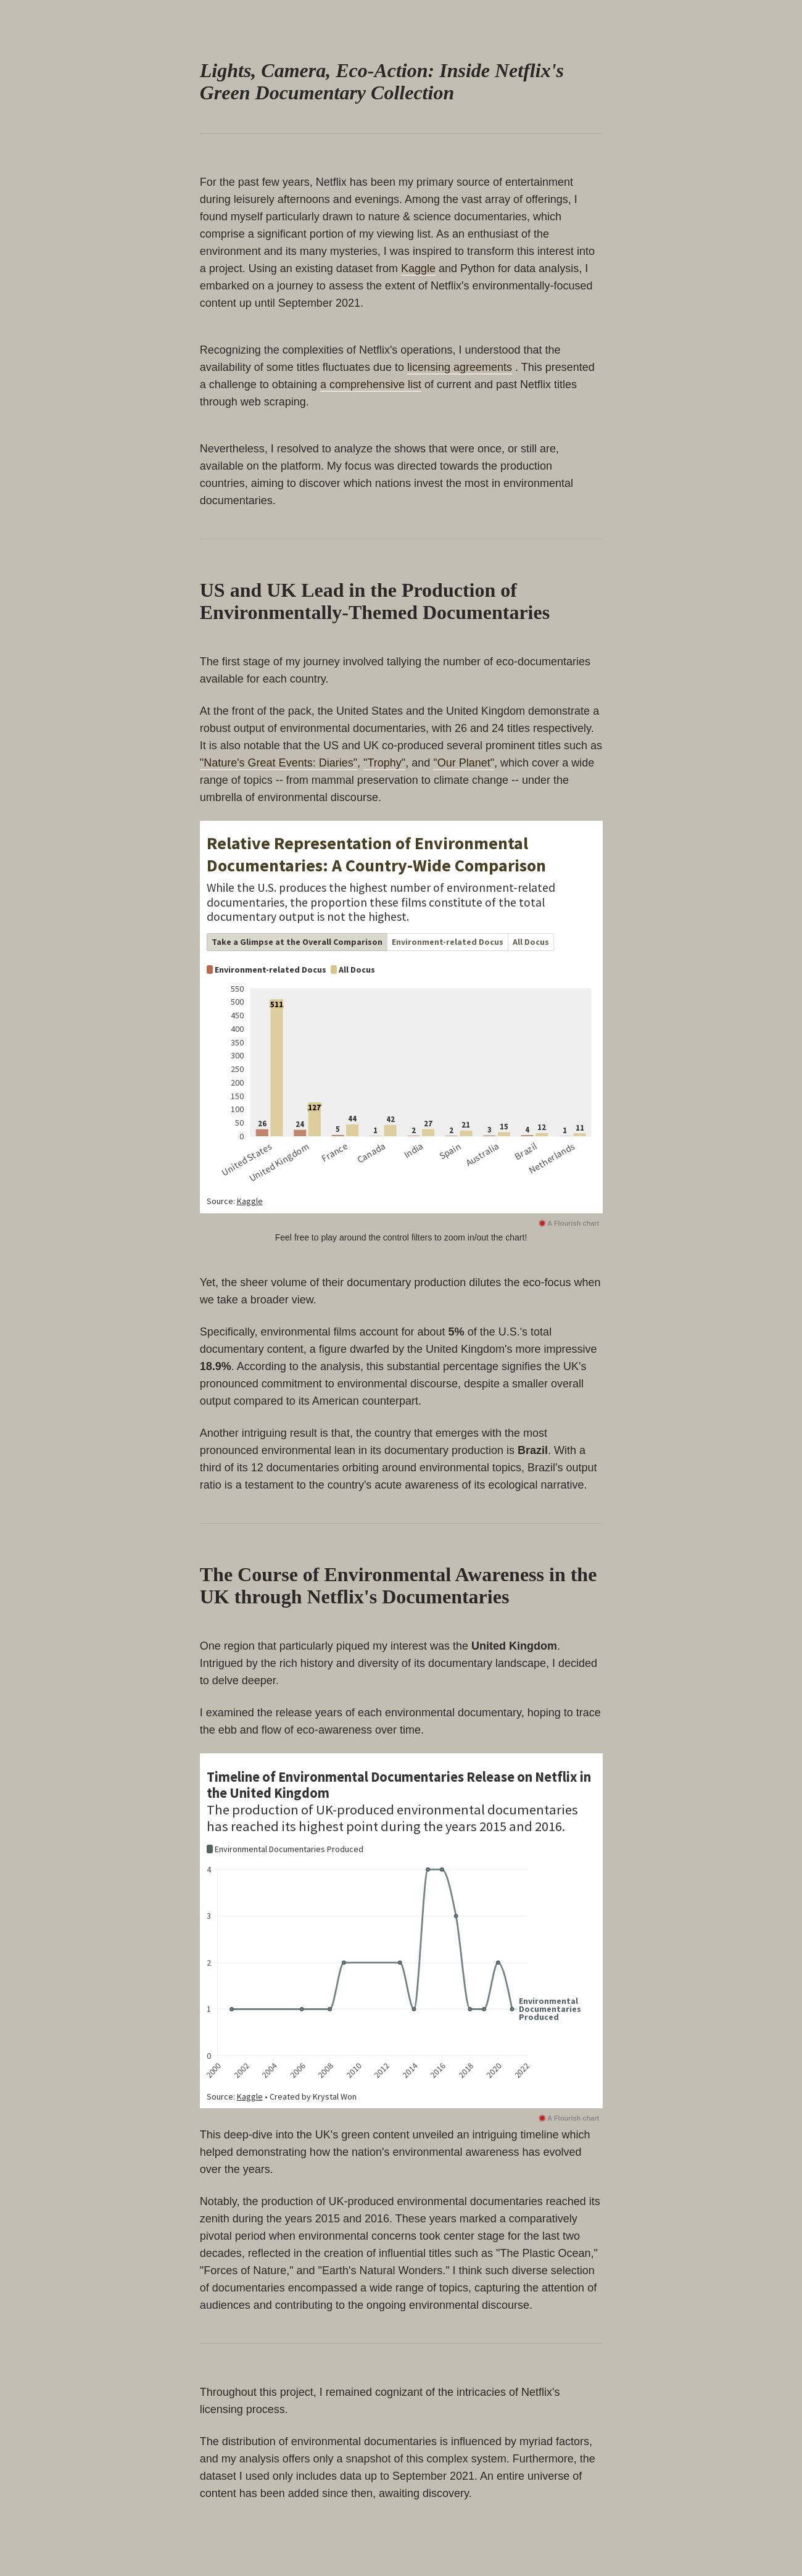 Lights, Camera, Eco-Action: Inside Netflix's
Green Documentary Collection
For the past few years, Netflix has been my primary source of entertainment
during leisurely afternoons and evenings. Among the vast array of offerings, I
found myself particularly drawn to nature & science documentaries, which
comprise a significant portion of my viewing list. As an enthusiast of the
environment and its many mysteries, I was inspired to transform this interest into
a project. Using an existing dataset from Kaggle and Python for data analysis, I
embarked on a journey to assess the extent of Netflix's environmentally-focused
content up until September 2021.
Recognizing the complexities of Netflix's operations, I understood that the
availability of some titles fluctuates due to licensing agreements . This presented
a challenge to obtaining a comprehensive list of current and past Netflix titles
through web scraping.
Nevertheless, I resolved to analyze the shows that were once, or still are,
available on the platform. My focus was directed towards the production
countries, aiming to discover which nations invest the most in environmental
documentaries.
US and UK Lead in the Production of
Environmentally-Themed Documentaries
The first stage of my journey involved tallying the number of eco-documentaries
available for each country.
At the front of the pack, the United States and the United Kingdom demonstrate a
robust output of environmental documentaries, with 26 and 24 titles respectively.
It is also notable that the US and UK co-produced several prominent titles such as
"Nature's Great Events: Diaries", "Trophy", and "Our Planet", which cover a wide
range of topics -- from mammal preservation to climate change -- under the
umbrella of environmental discourse.
Relative Representation of Environmental
Documentaries: A Country-Wide Comparison
While the U.S. produces the highest number of environment-related
documentaries, the proportion these films constitute of the total
documentary output is not the highest.
Take a Glimpse at the Overall Comparison Environment-related Docus All Docus
Environment-related Docus All Docus
550
500
450
400
350
300
250
200
150
100
50
0
26 511 24 127 5 44 1 42 2 27 2 21 3 15 4 12 1 11
United States United Kingdom France Canada India Spain Australia Brazil Netherlands
Source: Kaggle
A Flourish chart
Feel free to play around the control filters to zoom in/out the chart!
Yet, the sheer volume of their documentary production dilutes the eco-focus when
we take a broader view.
Specifically, environmental films account for about 5% of the U.S.'s total
documentary content, a figure dwarfed by the United Kingdom's more impressive
18.9%. According to the analysis, this substantial percentage signifies the UK's
pronounced commitment to environmental discourse, despite a smaller overall
output compared to its American counterpart.
Another intriguing result is that, the country that emerges with the most
pronounced environmental lean in its documentary production is Brazil. With a
third of its 12 documentaries orbiting around environmental topics, Brazil's output
ratio is a testament to the country's acute awareness of its ecological narrative.
The Course of Environmental Awareness in the
UK through Netflix's Documentaries
One region that particularly piqued my interest was the United Kingdom.
Intrigued by the rich history and diversity of its documentary landscape, I decided
to delve deeper.
I examined the release years of each environmental documentary, hoping to trace
the ebb and flow of eco-awareness over time.
Timeline of Environmental Documentaries Release on Netflix in
the United Kingdom
The production of UK-produced environmental documentaries
has reached its highest point during the years 2015 and 2016.
Environmental Documentaries Produced
4
3
2
1
0
Environmental
Documentaries
Produced
2000 2002 2004 2006 2008 2010 2012 2014 2016 2018 2020 2022
Source: Kaggle • Created by Krystal Won
A Flourish chart
This deep-dive into the UK's green content unveiled an intriguing timeline which
helped demonstrating how the nation's environmental awareness has evolved
over the years.
Notably, the production of UK-produced environmental documentaries reached its
zenith during the years 2015 and 2016. These years marked a comparatively
pivotal period when environmental concerns took center stage for the last two
decades, reflected in the creation of influential titles such as "The Plastic Ocean,"
"Forces of Nature," and "Earth's Natural Wonders." I think such diverse selection
of documentaries encompassed a wide range of topics, capturing the attention of
audiences and contributing to the ongoing environmental discourse.
Throughout this project, I remained cognizant of the intricacies of Netflix's
licensing process.
The distribution of environmental documentaries is influenced by myriad factors,
and my analysis offers only a snapshot of this complex system. Furthermore, the
dataset I used only includes data up to September 2021. An entire universe of
content has been added since then, awaiting discovery.